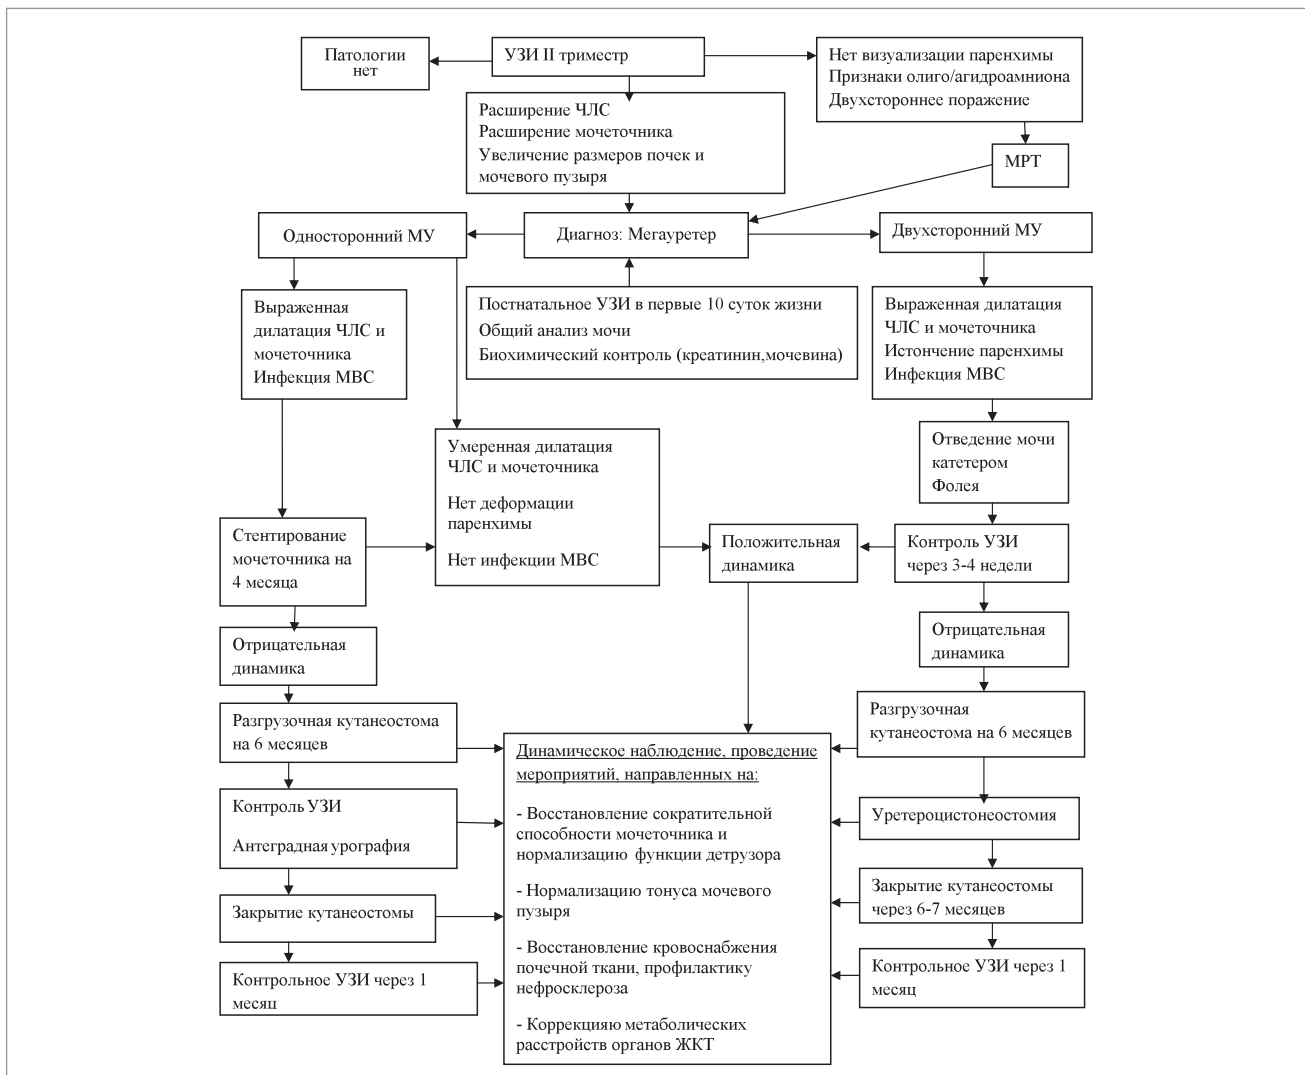 Патологии
нет
УЗИ II триместр
Нет визуализации паренхимы
Признаки олиго/агидроамниона
Двухстороннее поражение
Расширение ЧЛС
Расширение мочеточника
Увеличение размеров почек и
мочевого пузыря
МРТ
Односторонний МУ
Диагноз: Мегауретер
Двухсторонний МУ
Выраженная
дилатация ЧЛС и
мочеточника
Инфекция МВС
Постнатальное УЗИ в первые 10 суток жизни
Общий анализ мочи
Биохимический контроль (креатинин,мочевина)
Выраженная дилатация
ЧЛС и мочеточника
Истончение паренхимы
Инфекция МВС
Умеренная дилатация
ЧЛС и мочеточника
Нет деформации
паренхимы
Нет инфекции МВС
Отведение мочи
катетером
Фолея
Стентирование
мочеточника на
4 месяца
Положительная
динамика
Контроль УЗИ
через 3-4 недели
Отрицательная
динамика
Отрицательная
динамика
Разгрузочная кутанеостома
на 6 месяцев
Разгрузочная
кутанеостома на 6 месяцев
Динамическое наблюдение, проведение
мероприятий, направленных на:
- Восстановление сократительной
способности мочеточника и
нормализацию функции детрузора
- Нормализацию тонуса мочевого
пузыря
- Восстановление кровоснабжения
почечной ткани, профилактику
нефросклероза
- Коррекцияю метаболических
расстройств органов ЖКТ
Контроль УЗИ
Антеградная урография
Уретероцистонеостомия
Закрытие кутанеостомы
Закрытие кутанеостомы
через 6-7 месяцев
Контрольное УЗИ через 1
месяц
Контрольное УЗИ через 1
месяц